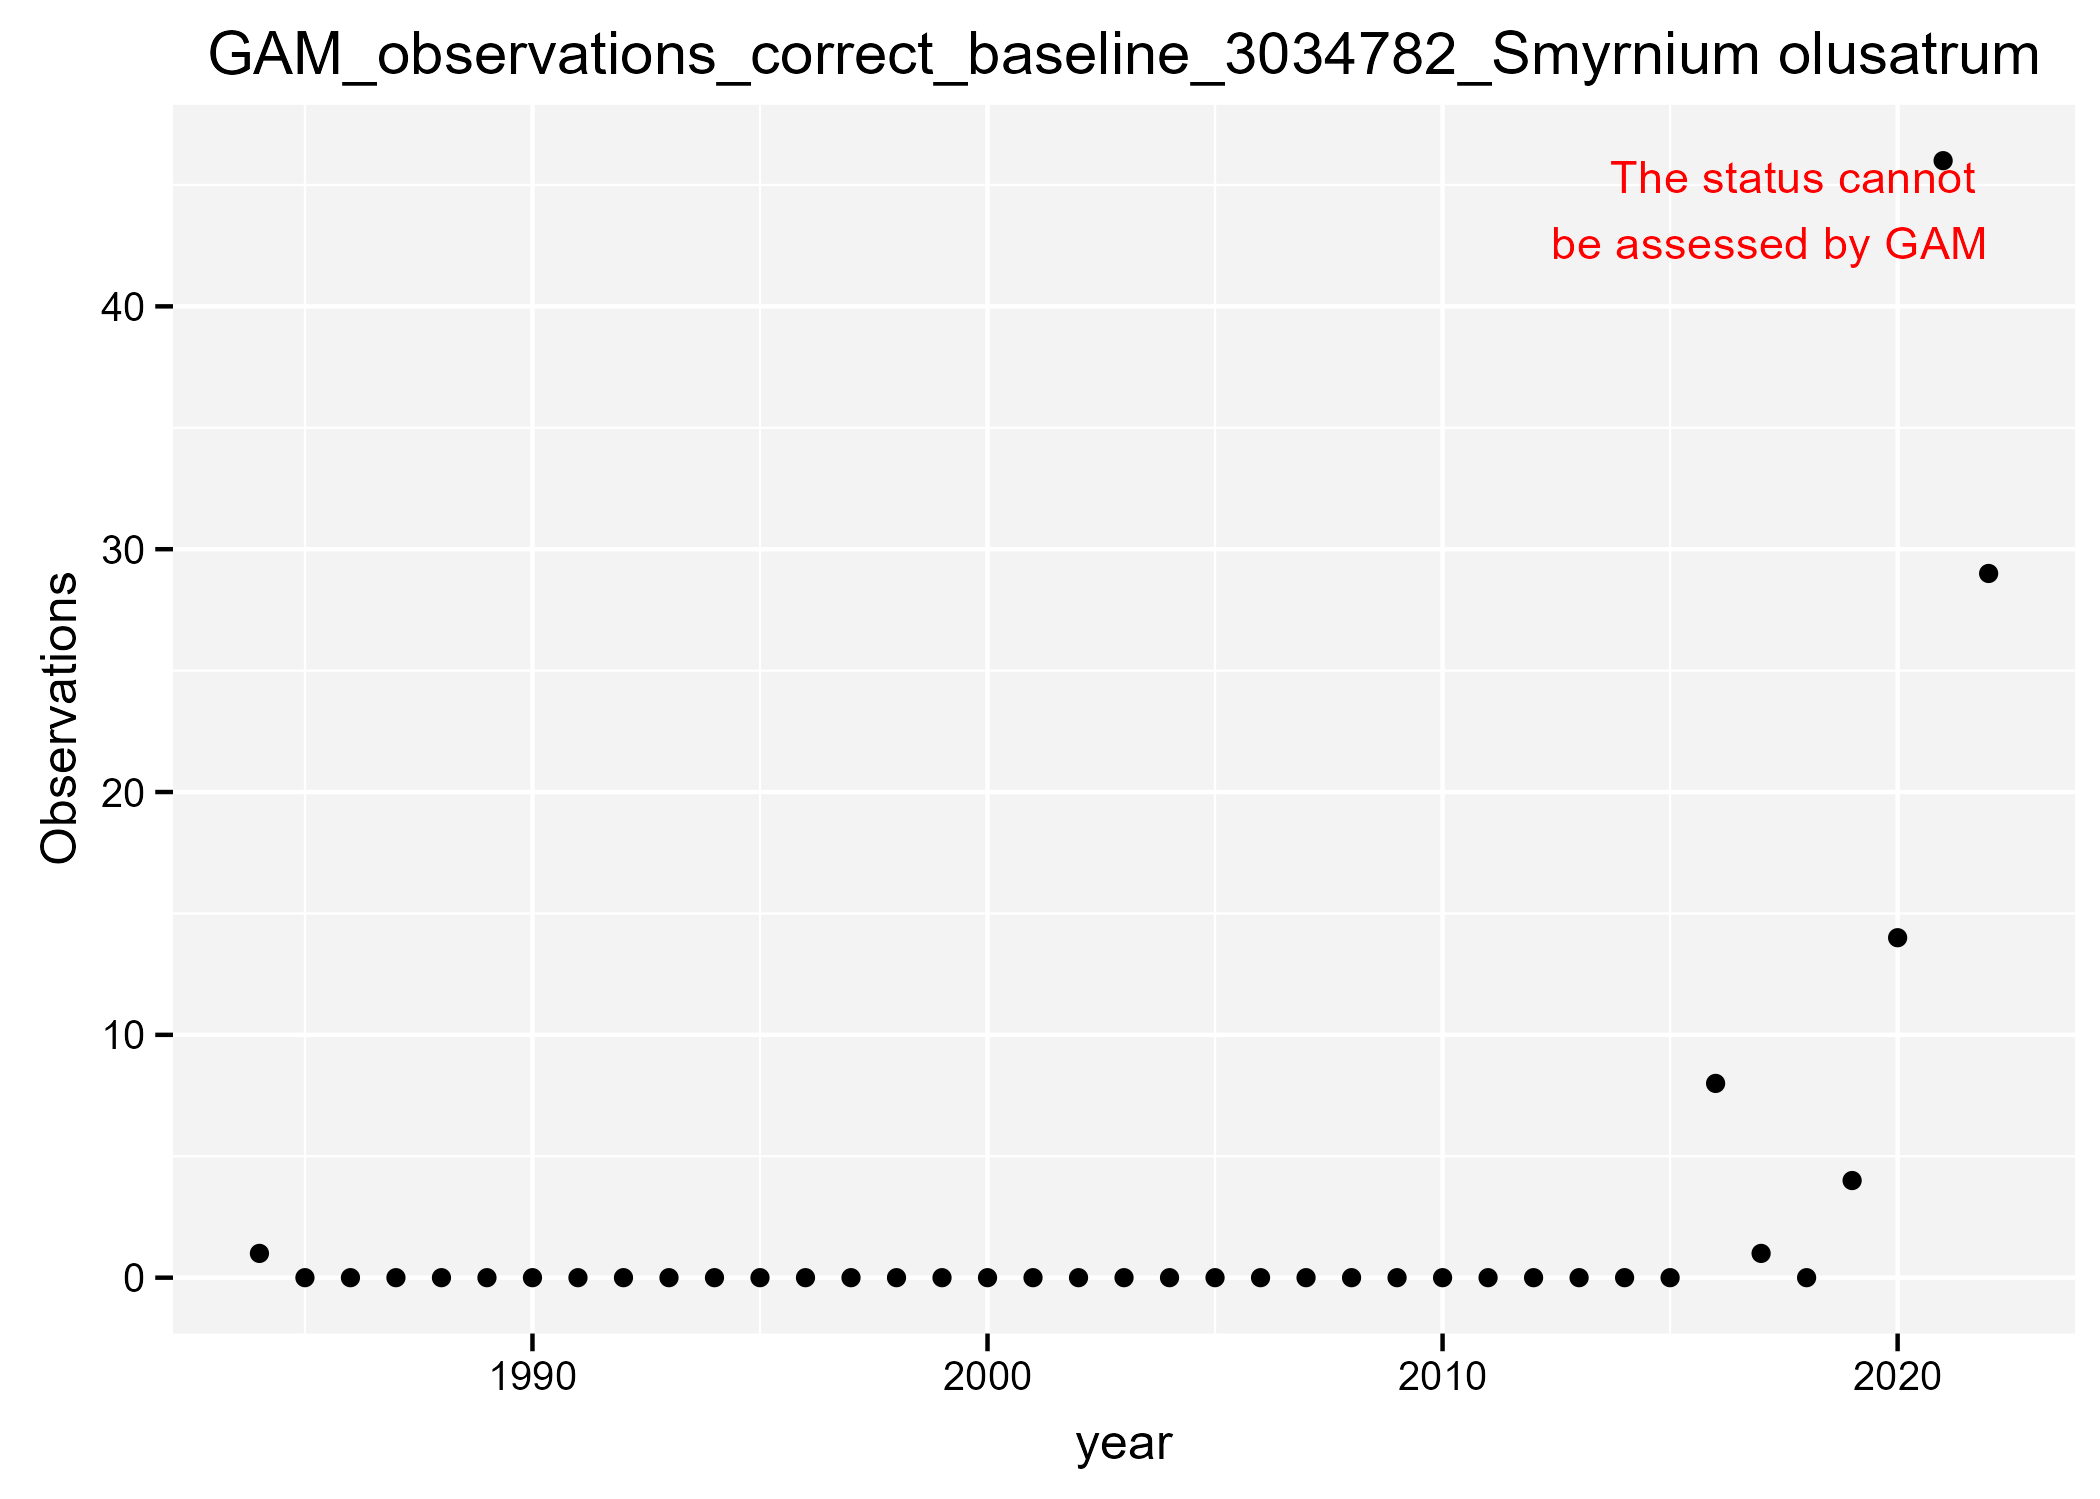 GAM_observations_correct_baseline_3034782_Smyrnium olusatrum
The status cannot
be assessed by GAM
Observations
40
30
20
10
0
1990 2000 2010 2020
year